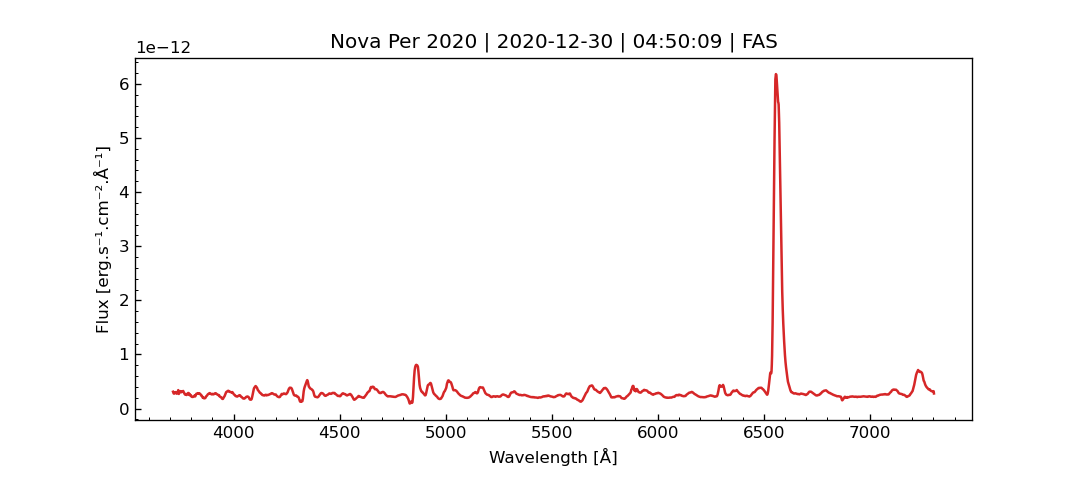 Nova Per 2020 | 2020-12-30 | 04:50:09 | FAS
1e−12
6
5
4
3
2
1
0
Flux [erg.s⁻¹.cm⁻².Å⁻¹]
4000 4500 5000 5500 6000 6500 7000
Wavelength [Å]